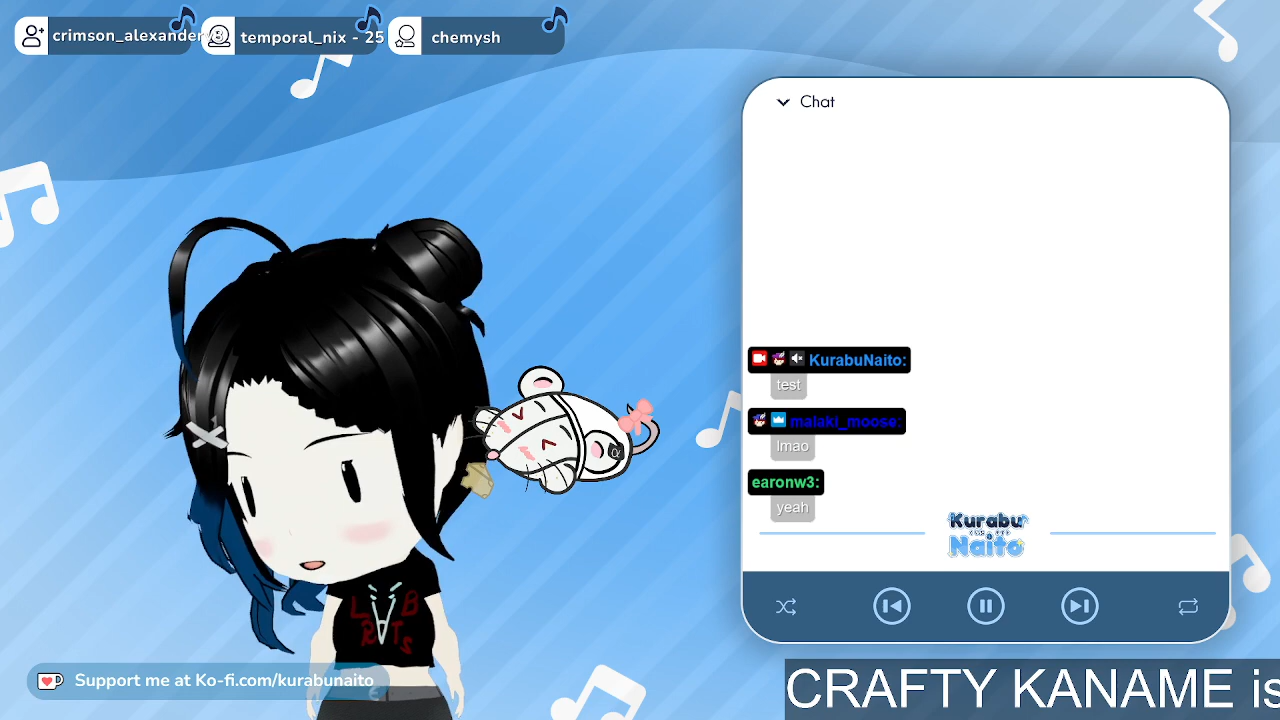 crimson_alexander
temporal_nix - 25
chemysh
Chat
KurabuNaito:
test
malaki_moose:
lmao
earonw3:
yeah
Kurabu
Naito
Support me at Ko-fi.com/kurabunaito
CRAFTY KANAME is